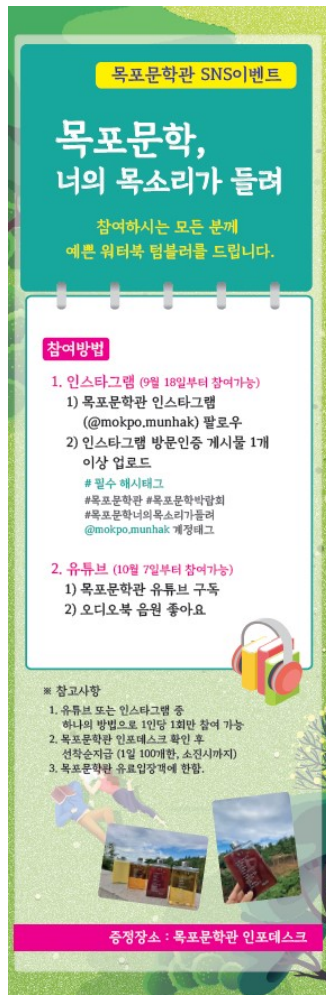 목포문학관 SNS이벤트
목포문학,
너의 목소리가 들려
참여하시는 모든 분께
예쁜 워터북 텀블러를 드립니다.
참여방법
1. 인스타그램 (9월 18일부터 참여가능)
1) 목포문학관 인스타그램
(@mokpo.munhak) 팔로우
2) 인스타그램 방문인증 게시물 1개
이상 업로드
# 필수 해시태그
#목포문학관 #목포문학박람회
#목포문학너의목소리가들려
@mokpo.munhak 계정태그
2. 유튜브 (10월 7일부터 참여가능)
1) 목포문학관 유튜브 구독
2) 오디오북 음원 좋아요
※ 참고사항
1. 유튜브 또는 인스타그램 중
하나의 방법으로 1인당 1회만 참여 가능
2. 목포문학관 인포데스크 확인 후
선착순지급 (1일 100개한, 소진시까지)
3. 목포문학관 유료입장객에 한함.
증정장소 : 목포문학관 인포데스크